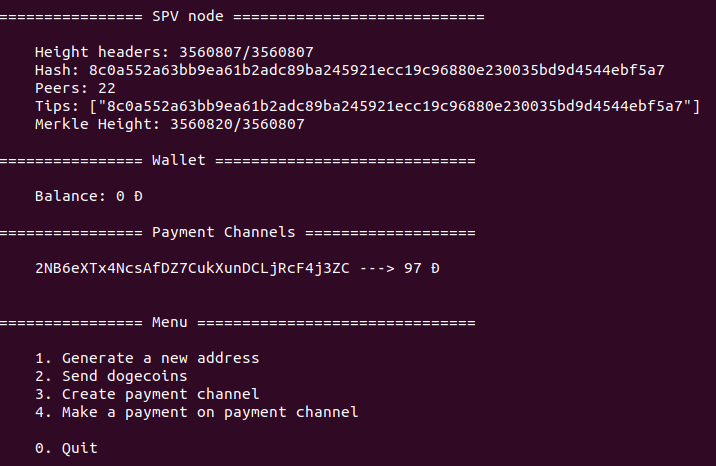 ================ SPV node ============================
Height headers: 3560807/3560807
Hash: 8c0a552a63bb9ea61b2adc89ba245921ecc19c96880e230035bd9d4544ebf5a7
Peers: 22
Tips: ["8c0a552a63bb9ea61b2adc89ba245921ecc19c96880e230035bd9d4544ebf5a7"]
Merkle Height: 3560820/3560807
================ Wallet =============================
Balance: 0 Ð
================ Payment Channels ===================
2NB6eXTx4NcsAfDZ7CukXunDCLjRcF4j3ZC ---> 97 Ð
================ Menu ===============================
1. Generate a new address
2. Send dogecoins
3. Create payment channel
4. Make a payment on payment channel
0. Quit